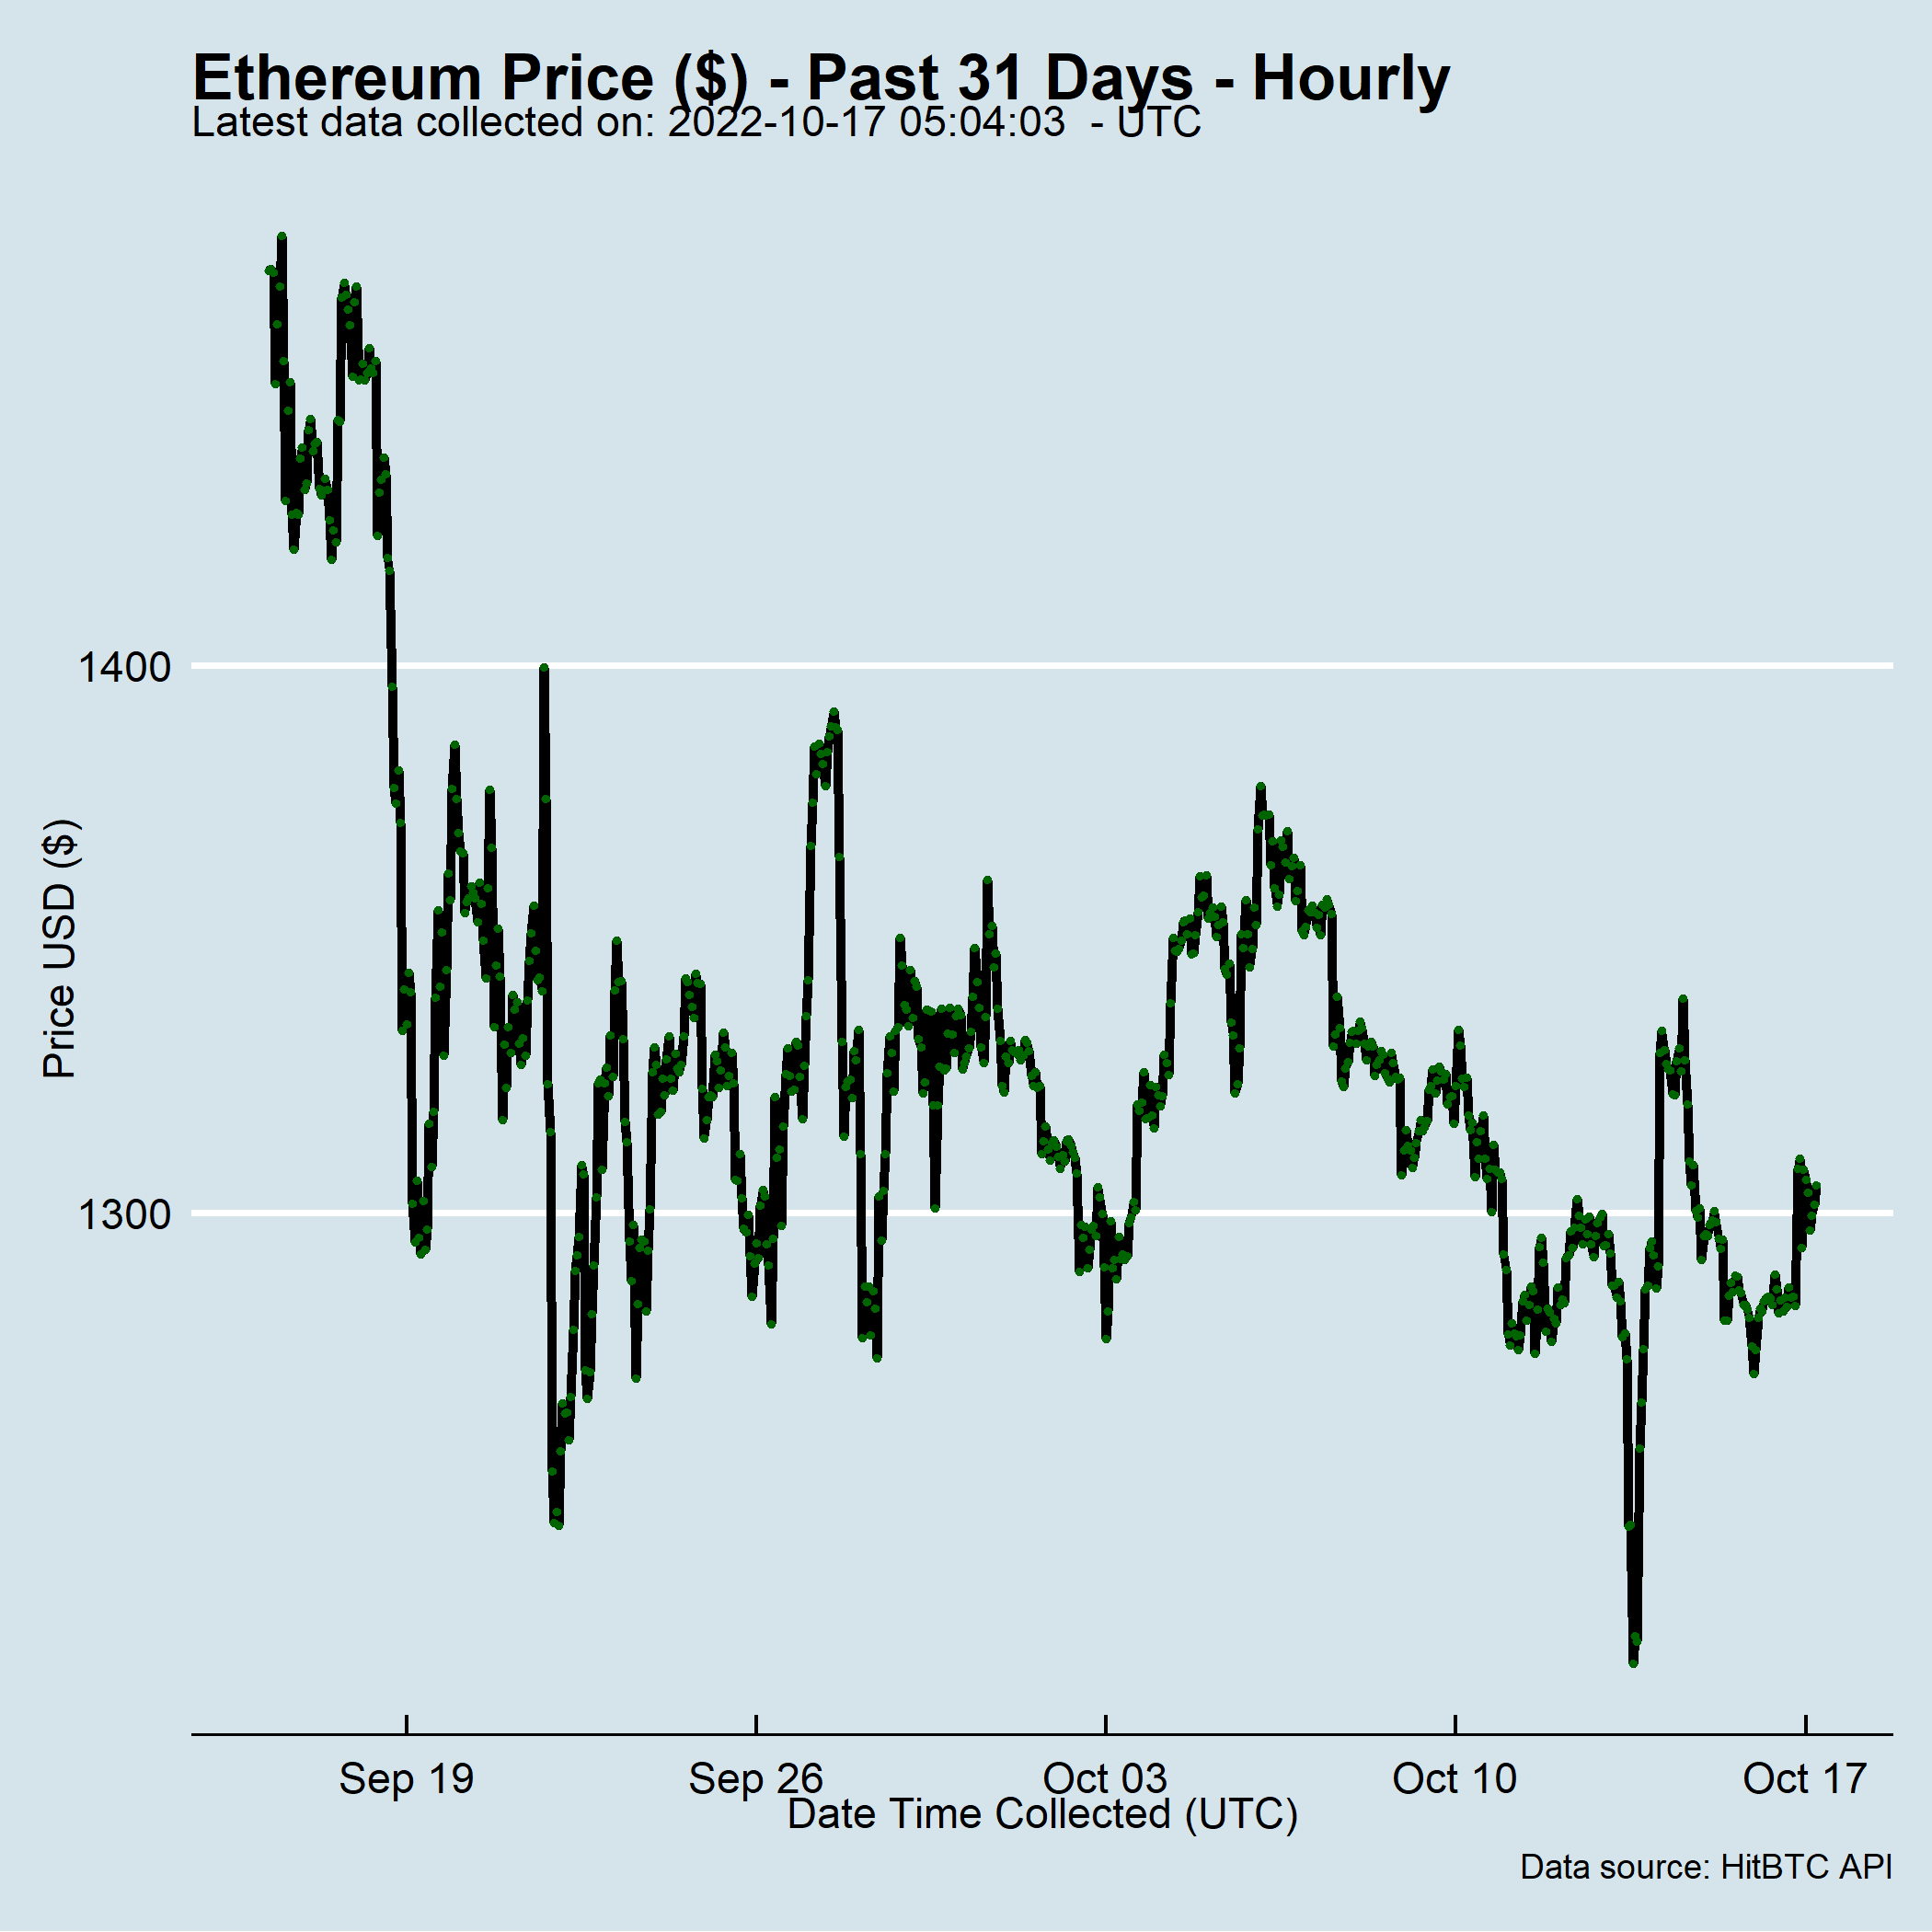 Ethereum Price ($) - Past 31 Days - Hourly
Latest data collected on: 2022-10-17 05:04:03  - UTC
1400
Price USD ($)
1300
Sep 19
Sep 26
Oct 03
Oct 10
Oct 17
Date Time Collected (UTC)
Data source: HitBTC API